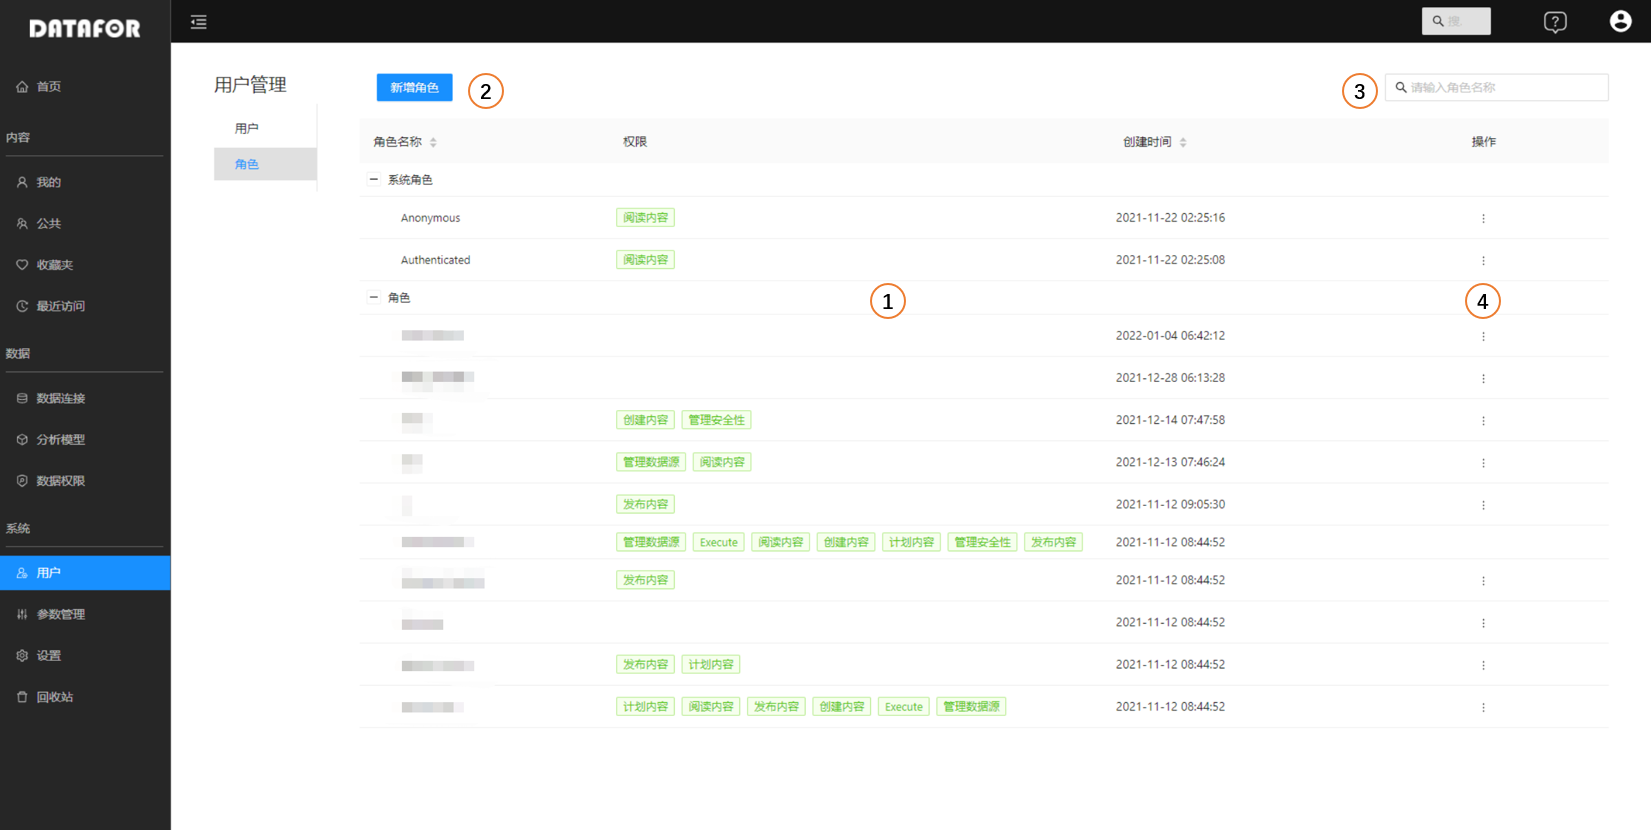 DATAFOR
搜.
?
首页
内容
我的
公共
收藏夹
最近访问
数据
数据连接
分析模型
数据权限
系统
用户
参数管理
设置
回收站
用户管理
用户
角色
新增角色
2
3
请输入角色名称
角色名称 权限 创建时间 操作
系统角色
Anonymous 阅读内容 2021-11-22 02:25:16
Authenticated 阅读内容 2021-11-22 02:25:08
角色 1 4
2022-01-04 06:42:12
2021-12-28 06:13:28
创建内容 管理安全性 2021-12-14 07:47:58
管理数据源 阅读内容 2021-12-13 07:46:24
发布内容 2021-11-12 09:05:30
管理数据源 Execute 阅读内容 创建内容 计划内容 管理安全性 发布内容 2021-11-12 08:44:52
发布内容 2021-11-12 08:44:52
2021-11-12 08:44:52
发布内容 计划内容 2021-11-12 08:44:52
计划内容 阅读内容 发布内容 创建内容 Execute 管理数据源 2021-11-12 08:44:52